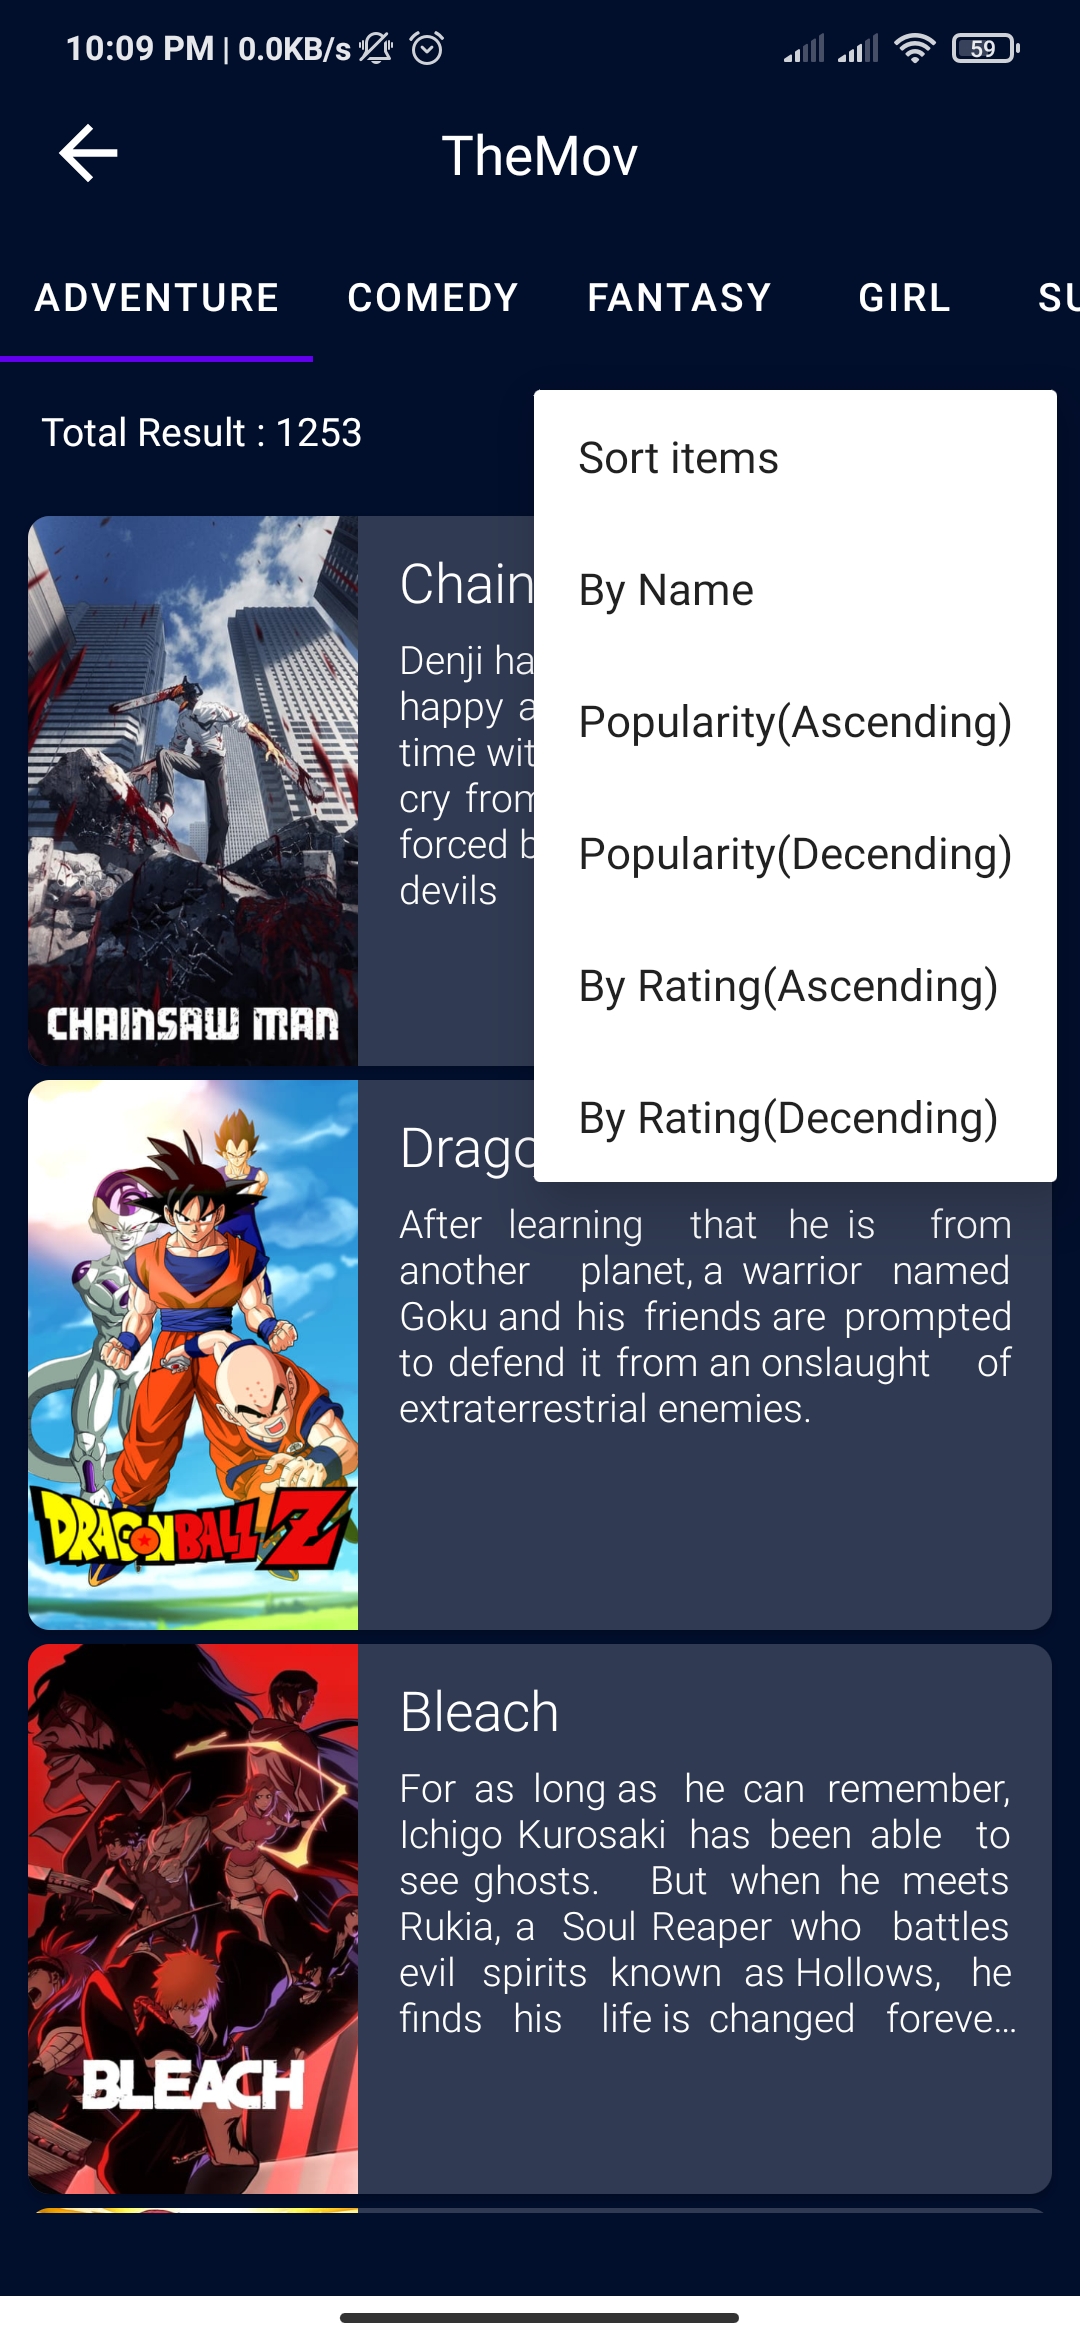 10:09 PM | 0.0KB/s
59
TheMov
ADVENTURE COMEDY FANTASY GIRL SU
Total Result : 1253
Sort items
By Name
Popularity(Ascending)
Popularity(Decending)
By Rating(Ascending)
By Rating(Decending)
Chain
Denji ha
happy a
time wit
cry from
forced b
devils
CHAINSAW MAN
Drago
After learning that he is from
another planet, a warrior named
Goku and his friends are prompted
to defend it from an onslaught of
extraterrestrial enemies.
DRAGONBALL Z
Bleach
For as long as he can remember,
Ichigo Kurosaki has been able to
see ghosts. But when he meets
Rukia, a Soul Reaper who battles
evil spirits known as Hollows, he
finds his life is changed foreve...
BLEACH